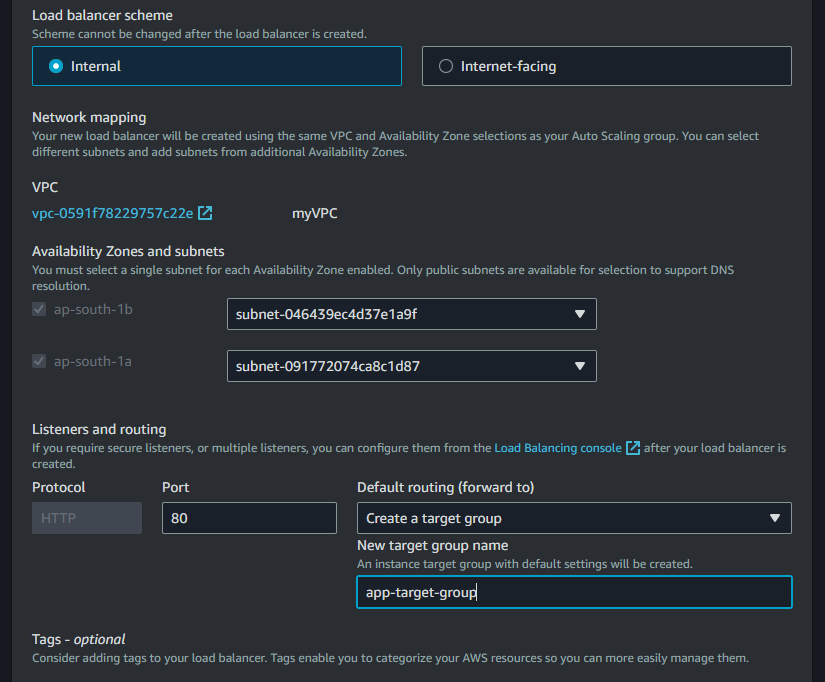 Load balancer scheme
Scheme cannot be changed after the load balancer is created.
Internal
Internet-facing
Network mapping
Your new load balancer will be created using the same VPC and Availability Zone selections as your Auto Scaling group. You can select
different subnets and add subnets from additional Availability Zones.
VPC
vpc-0591f78229757c22e
myVPC
Availability Zones and subnets
You must select a single subnet for each Availability Zone enabled. Only public subnets are available for selection to support DNS
resolution.
ap-south-1b
subnet-046439ec4d37e1a9f
ap-south-1a
subnet-091772074ca8c1d87
Listeners and routing
If you require secure listeners, or multiple listeners, you can configure them from the Load Balancing console after your load balancer is
created.
Protocol
Port
Default routing (forward to)
HTTP
80
Create a target group
New target group name
An instance target group with default settings will be created.
app-target-group
Tags - optional
Consider adding tags to your load balancer. Tags enable you to categorize your AWS resources so you can more easily manage them.